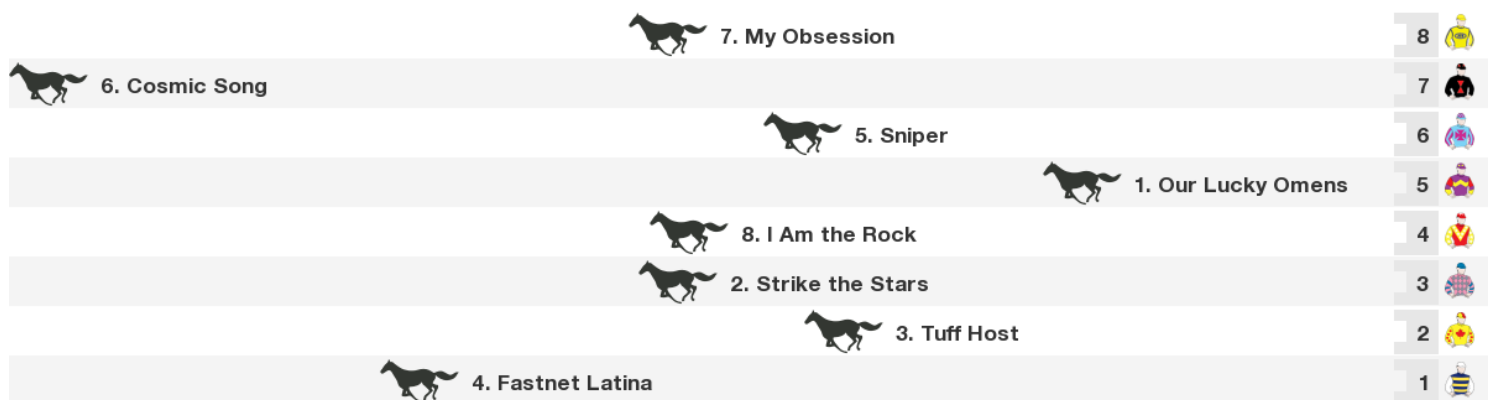 7. My Obsession 8
6. Cosmic Song 7
5. Sniper 6
1. Our Lucky Omens 5
8. I Am the Rock 4
2. Strike the Stars 3
3. Tuff Host 2
4. Fastnet Latina 1